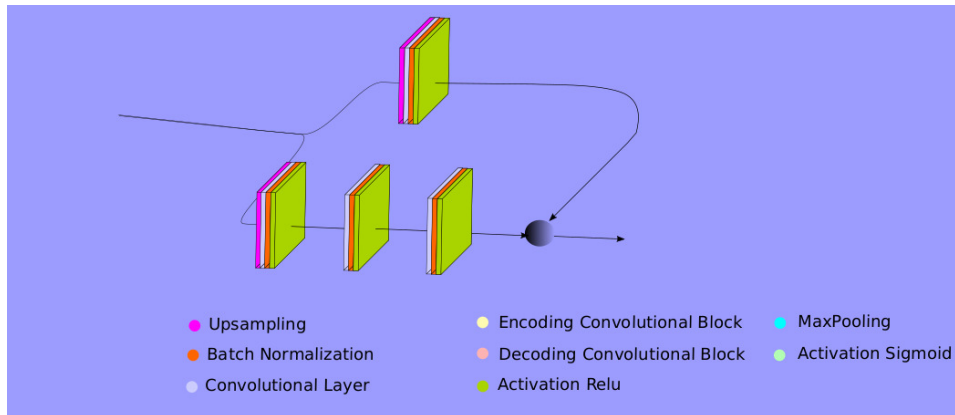 Upsampling
Encoding Convolutional Block
MaxPooling
Batch Normalization
Decoding Convolutional Block
Activation Sigmoid
Convolutional Layer
Activation Relu